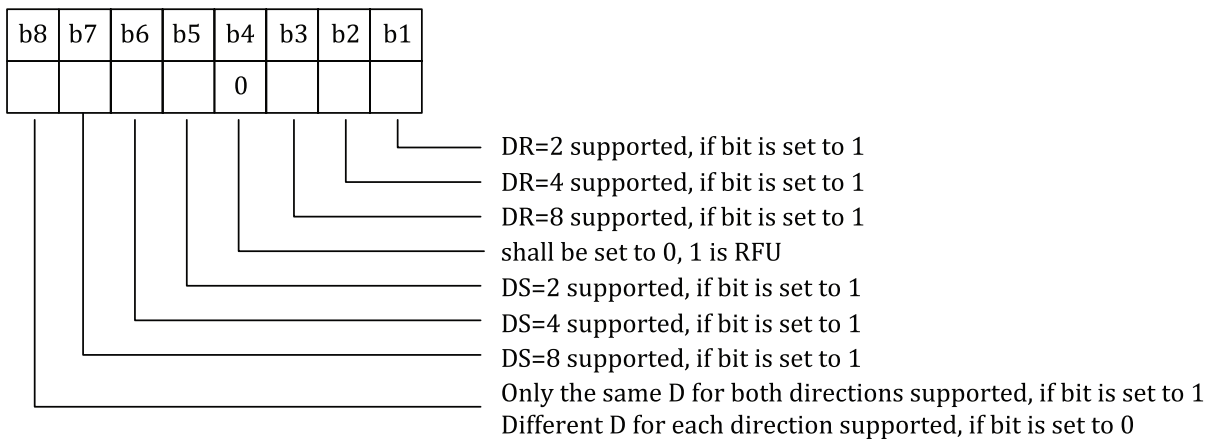 b8 b7 b6 b5 b4 b3 b2 b1
0
DR=2 supported, if bit is set to 1
DR=4 supported, if bit is set to 1
DR=8 supported, if bit is set to 1
shall be set to 0, 1 is RFU
DS=2 supported, if bit is set to 1
DS=4 supported, if bit is set to 1
DS=8 supported, if bit is set to 1
Only the same D for both directions supported, if bit is set to 1
Different D for each direction supported, if bit is set to 0